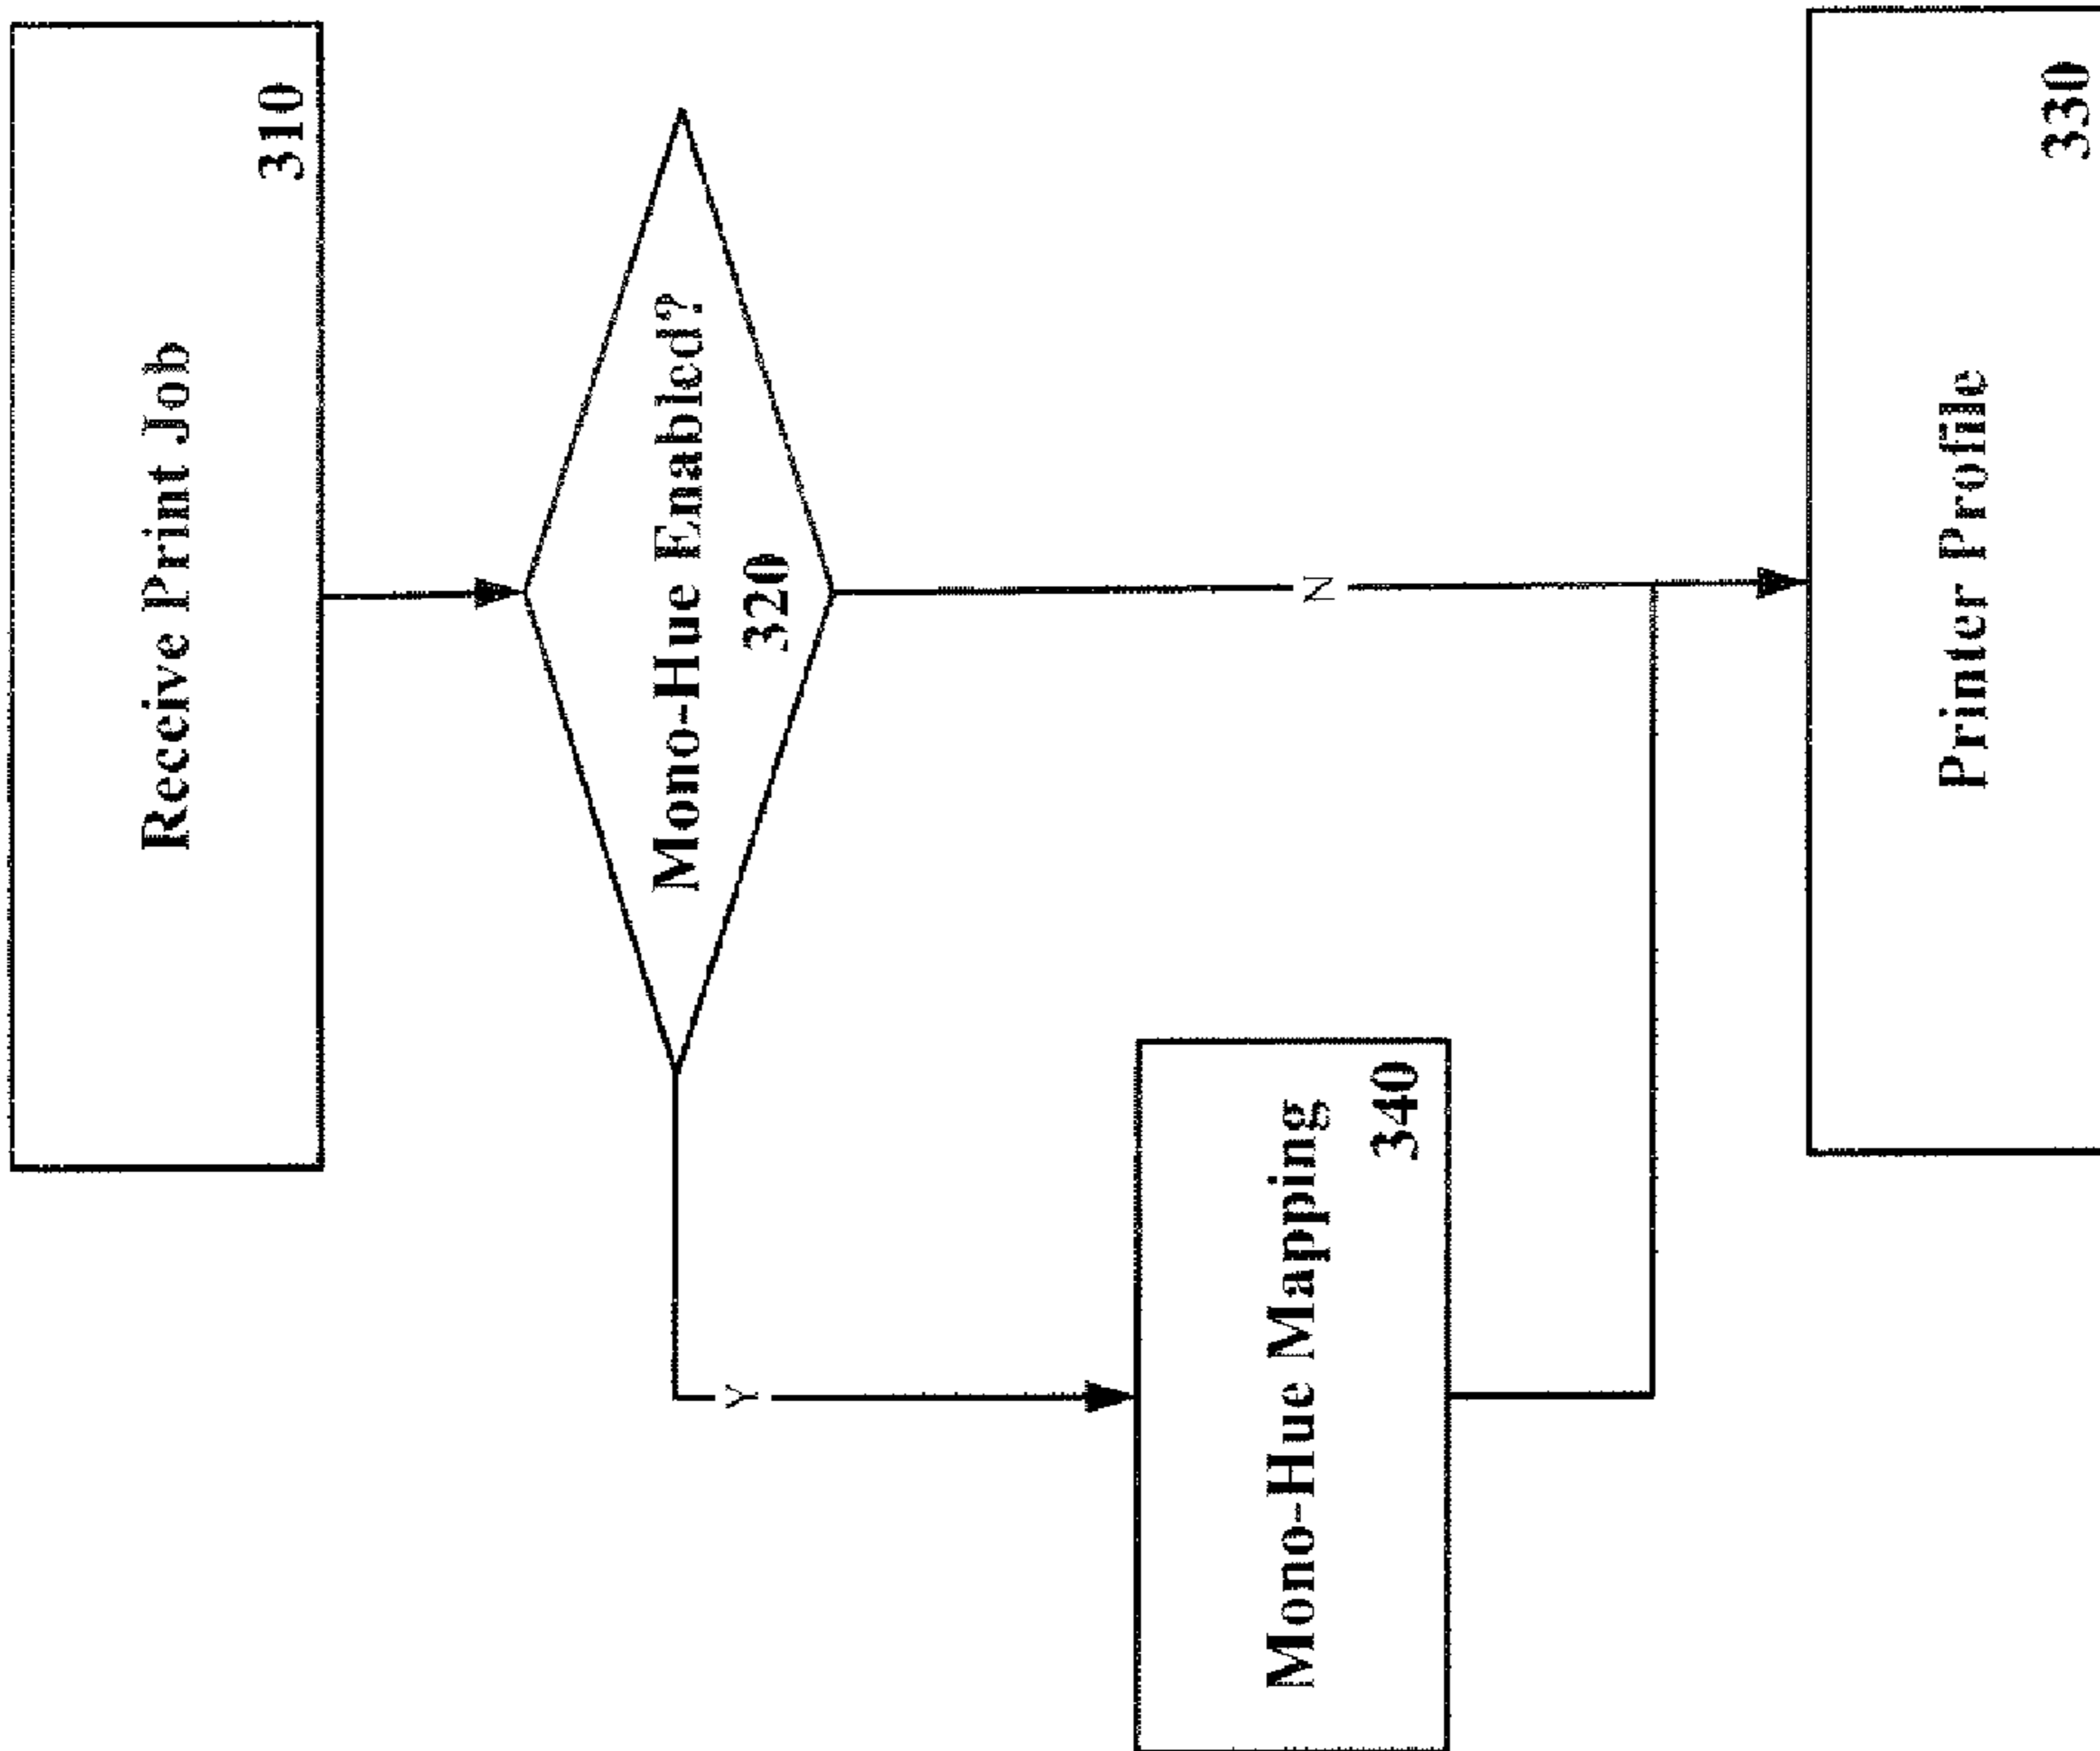 Receive Print Job
310
Mono-Hue Enabled?
320
Y
N
Mono-Hue Mapping
340
Printer Profile
330